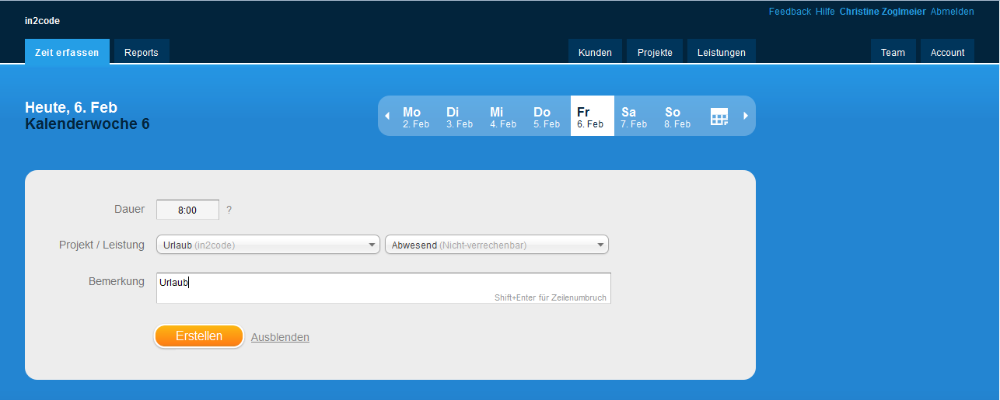 Feedback Hilfe Christine Zoglmeier Abmelden
in2code
Zeit erfassen Reports Kunden Projekte Leistungen Team Account
Heute, 6. Feb
Kalenderwoche 6
Mo Di Mi Do Fr Sa So
2. Feb 3. Feb 4. Feb 5. Feb 6. Feb 7. Feb 8. Feb
Dauer 8:00 ?
Projekt / Leistung Urlaub (in2code) Abwesend (Nicht-verrechenbar)
Bemerkung Urlaub
Shift+Enter für Zeilenumbruch
Erstellen Ausblenden